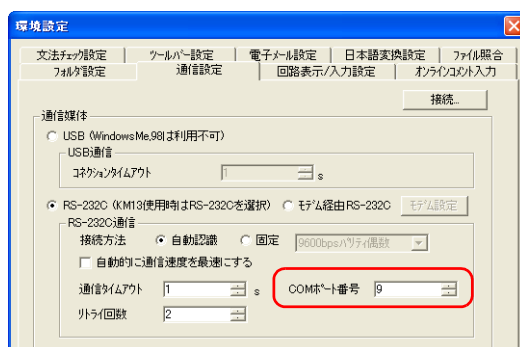 環境設定
文法チェック設定 ツールバー設定 電子メール設定 日本語変換設定 ファイル照合
フォルダ設定 通信設定 回路表示/入力設定 オンラインコメント入力
接続...
通信媒体
USB (WindowsMe,98は利用不可)
USB通信
コネクションタイムアウト 1 s
RS-232C (KM13使用時はRS-232Cを選択) モデム経由RS-232C モデム設定
RS-232C通信
接続方法 自動認識 固定 9600bpsパリティ偶数
自動的に通信速度を最速にする
通信タイムアウト 1 s COMポート番号 9
リトライ回数 2